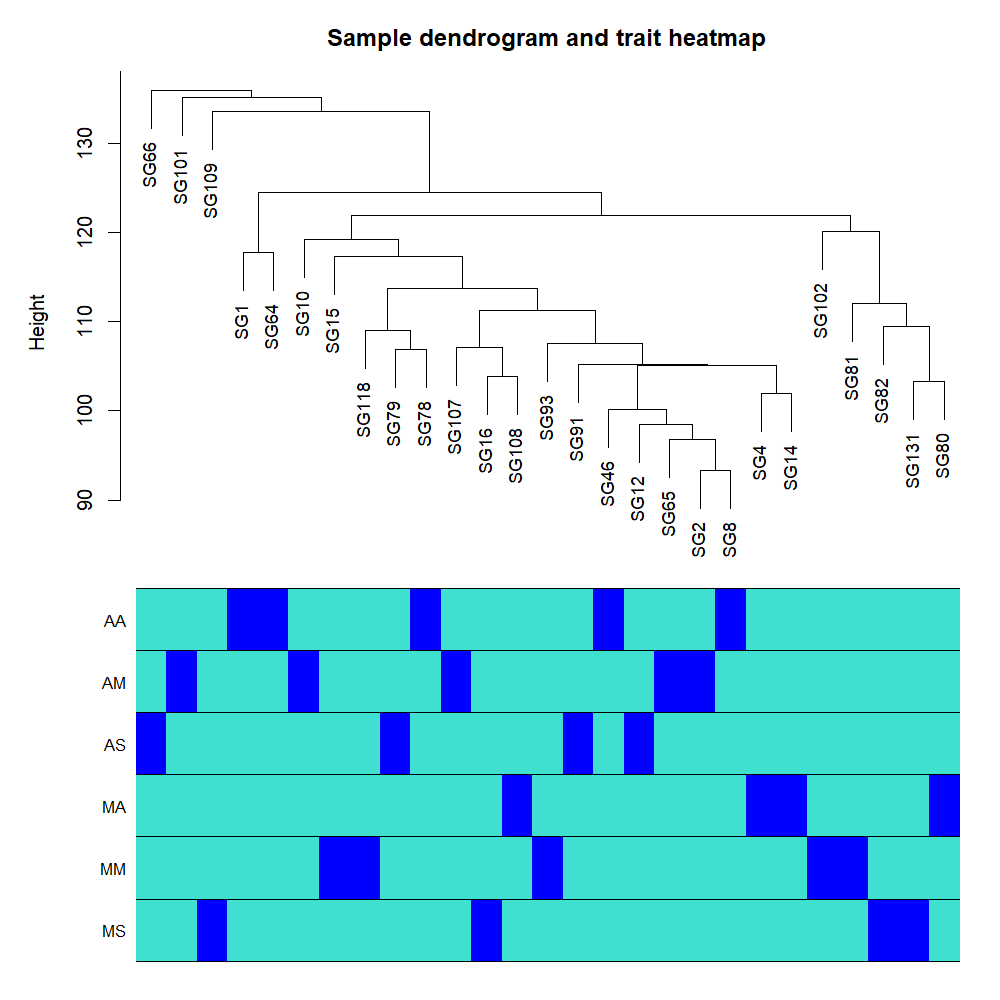 Sample dendrogram and trait heatmap
Height
130
120
110
100
90
SG66
SG101
SG109
SG1
SG64
SG10
SG15
SG118
SG79
SG78
SG107
SG16
SG108
SG93
SG91
SG46
SG12
SG65
SG2
SG8
SG4
SG14
SG102
SG81
SG82
SG131
SG80
AA
AM
AS
MA
MM
MS